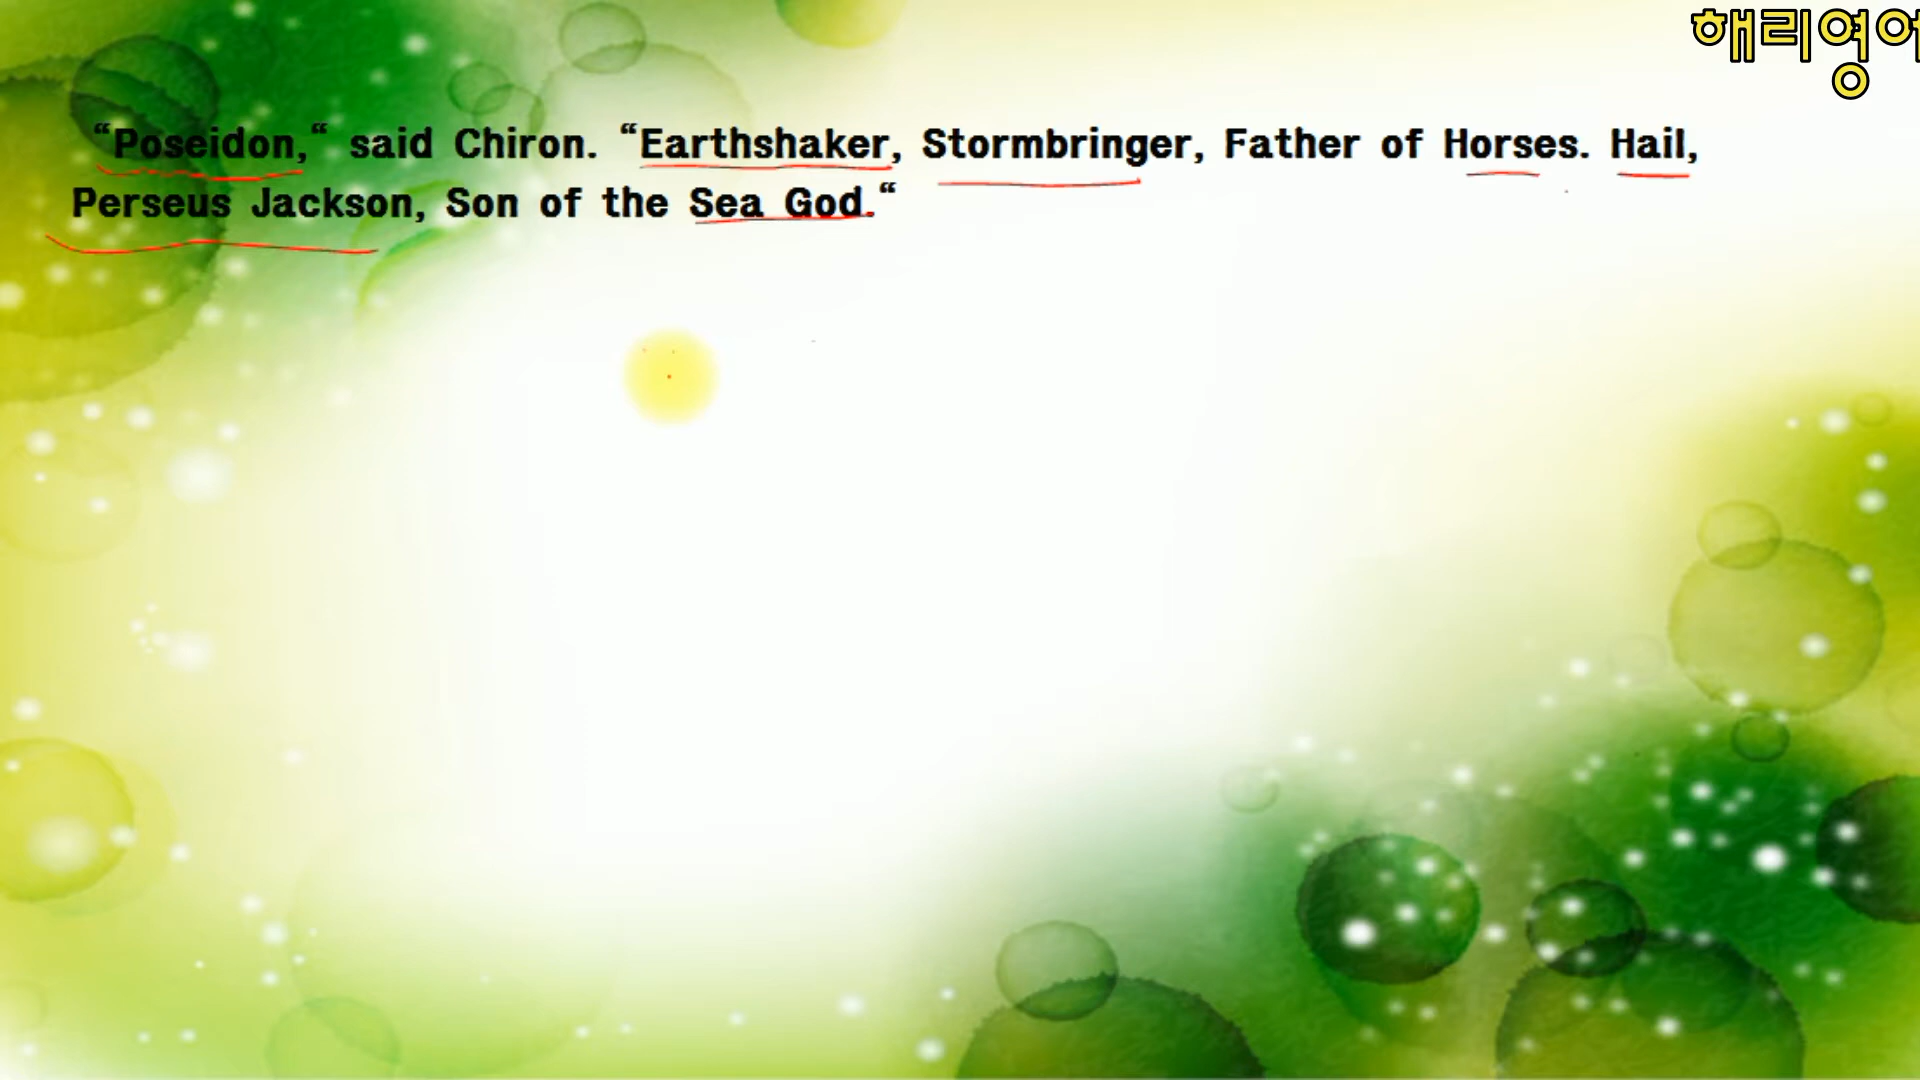 해리영어
“Poseidon,“ said Chiron. “Earthshaker, Stormbringer, Father of Horses. Hail,
Perseus Jackson, Son of the Sea God.“